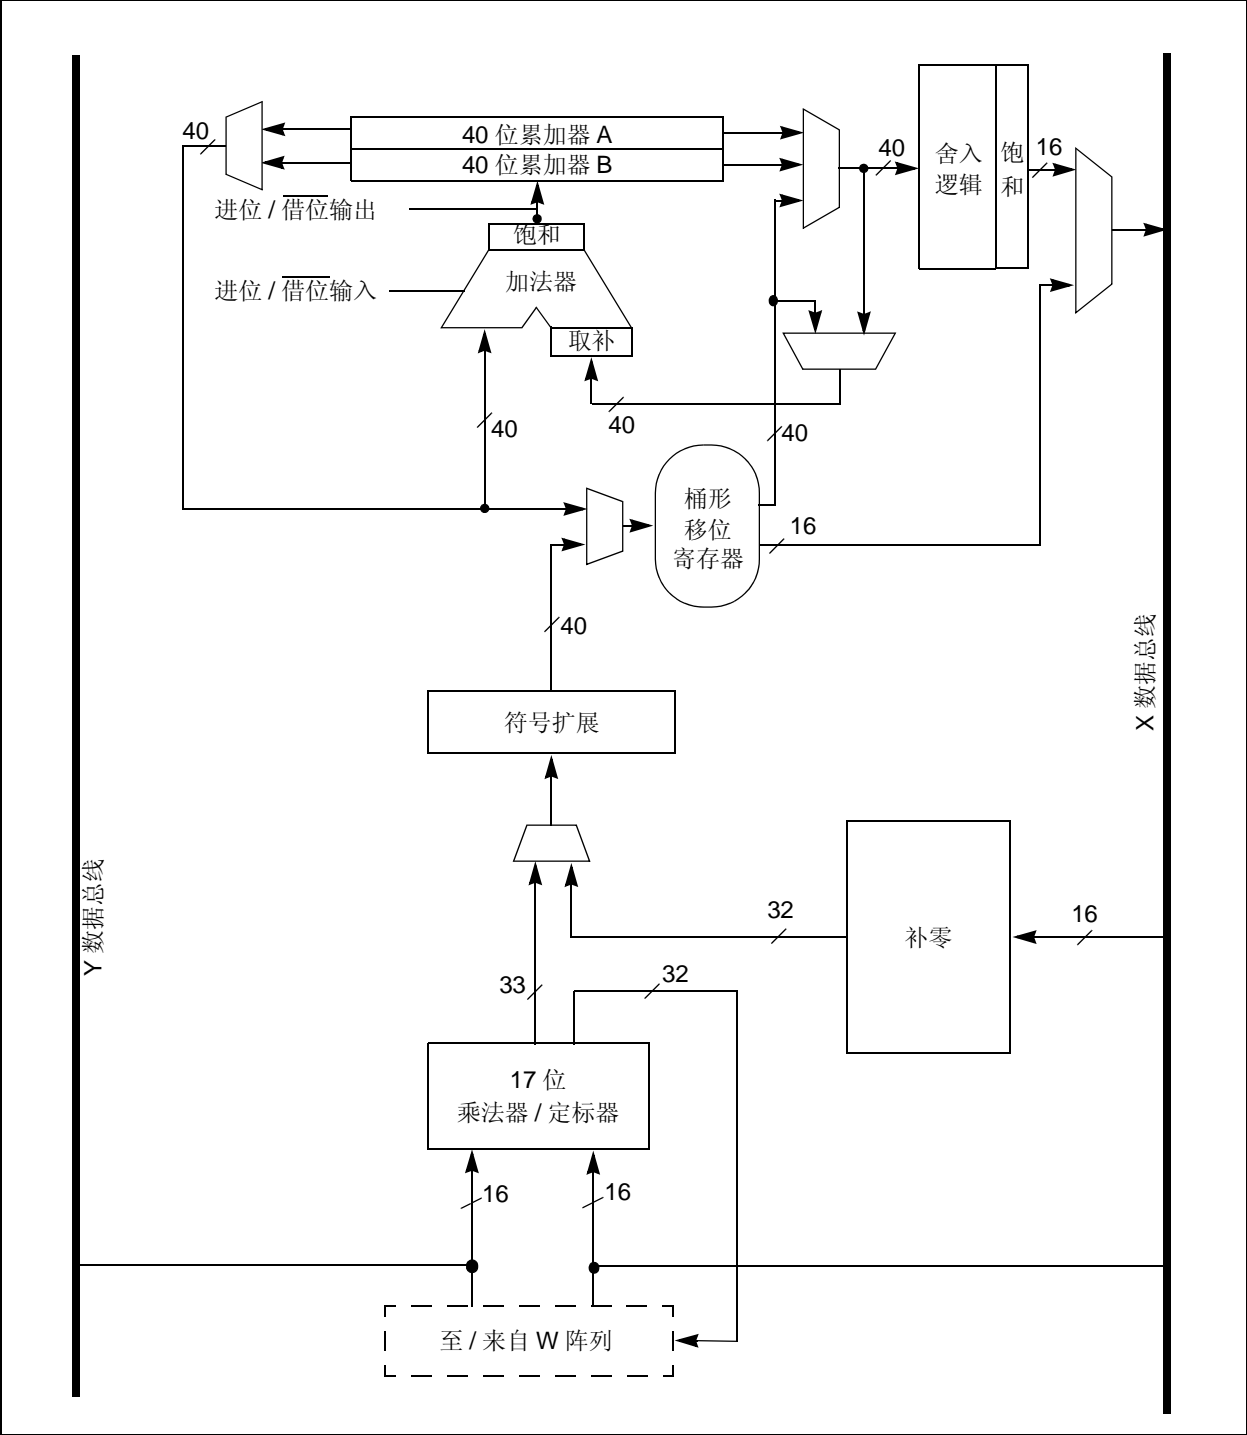 40
40 位累加器 A
40 位累加器 B
40
舍入
逻辑
饱
和
16
进位 / 借位输出
饱和
进位 / 借位输入
加法器
取补
40
40
40
桶形
移位
寄存器
16
40
X 数据总线
符号扩展
Y 数据总线
32
补零
16
33
32
17 位
乘法器 / 定标器
16
16
至 / 来自 W 阵列